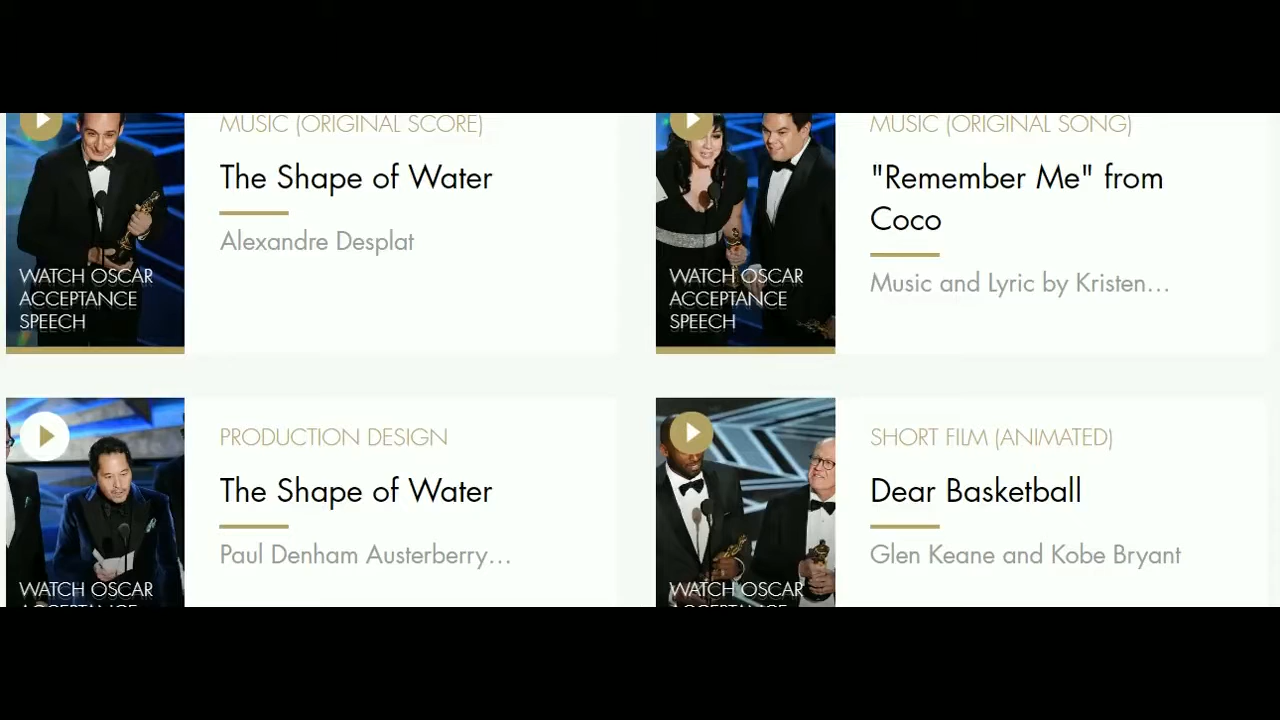 MUSIC (ORIGINAL SCORE)
The Shape of Water
Alexandre Desplat
WATCH OSCAR
ACCEPTANCE
SPEECH
MUSIC (ORIGINAL SONG)
"Remember Me" from
Coco
Music and Lyric by Kristen...
WATCH OSCAR
ACCEPTANCE
SPEECH
PRODUCTION DESIGN
The Shape of Water
Paul Denham Austerberry...
WATCH OSCAR
ACCEPTANCE
SHORT FILM (ANIMATED)
Dear Basketball
Glen Keane and Kobe Bryant
WATCH OSCAR
ACCEPTANCE